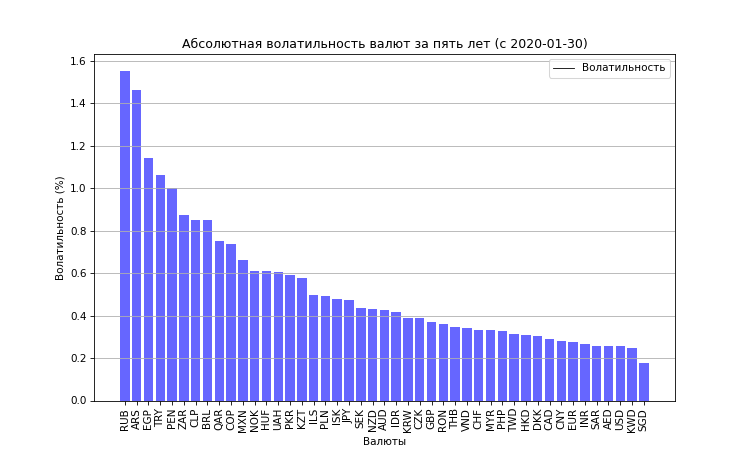 Абсолютная волатильность валют за пять лет (с 2020-01-30)
Волатильность
Волатильность (%)
1.6
1.4
1.2
1.0
0.8
0.6
0.4
0.2
0.0
RUB
ARS
EGP
TRY
PEN
ZAR
CLP
BRL
QAR
COP
MXN
NOK
HUF
UAH
PKR
KZT
ILS
PLN
ISK
JPY
SEK
NZD
AUD
IDR
KRW
CZK
GBP
RON
THB
VND
CHF
MYR
PHP
TWD
HKD
DKK
CAD
CNY
EUR
INR
SAR
AED
USD
KWD
SGD
Валюты